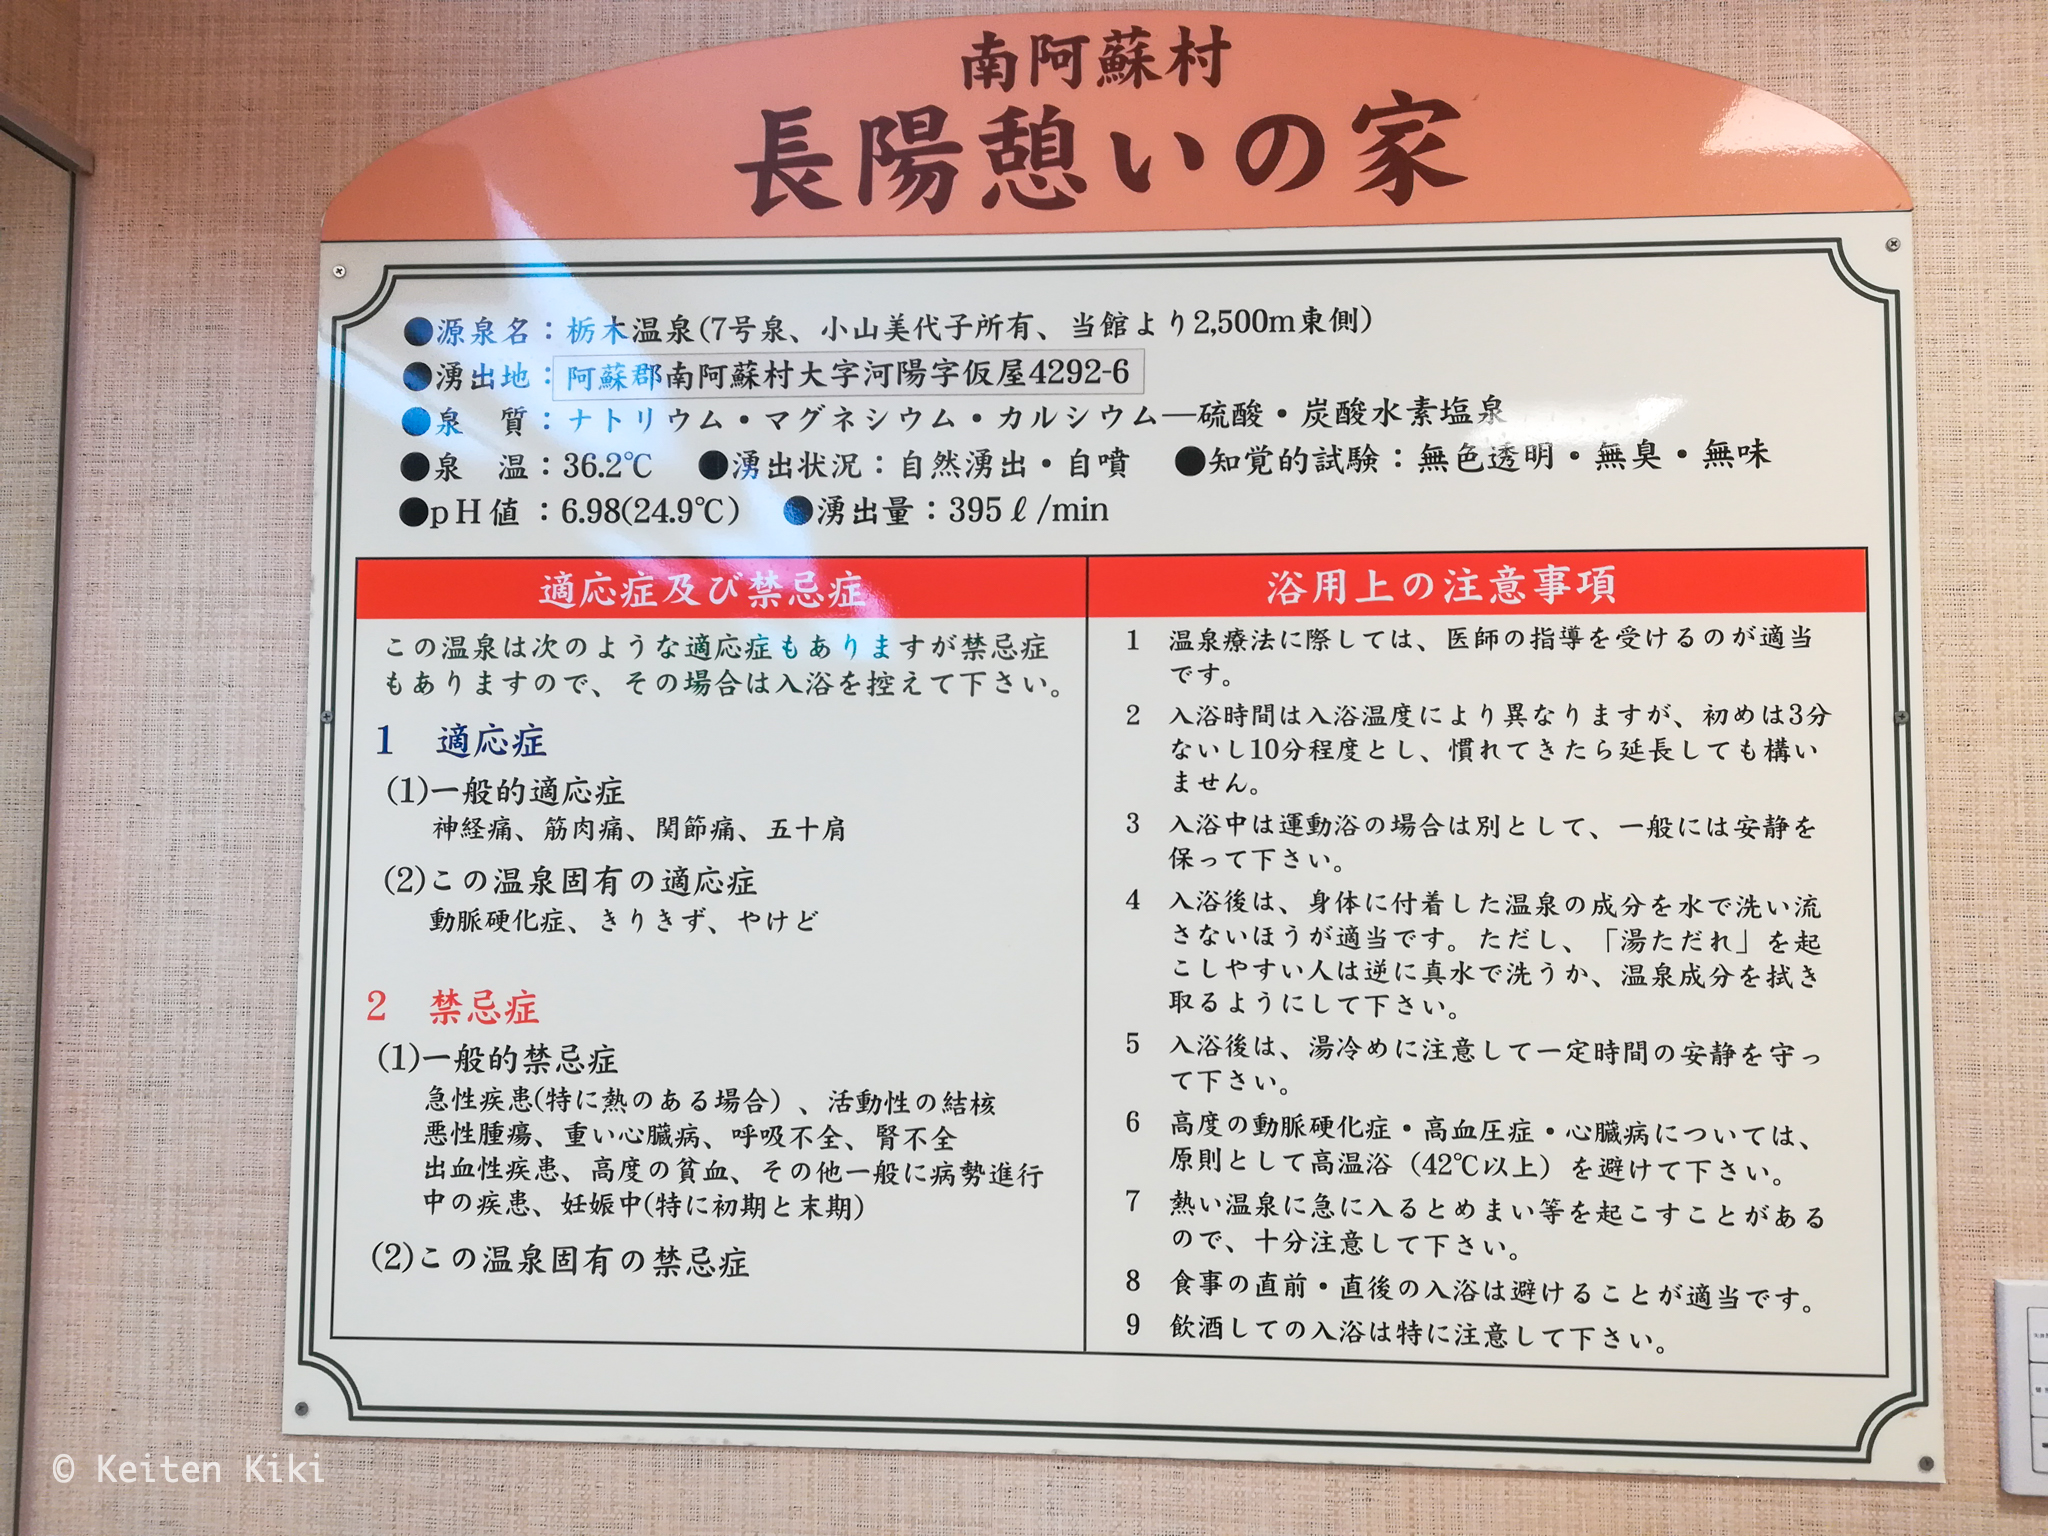 南阿蘇村
長陽憩いの家
●源泉名：栃木温泉(7号泉、小山美代子所有、当館より2,500m東側)
●湧出地：阿蘇郡南阿蘇村大字河陽字仮屋4292-6
●泉　質：ナトリウム・マグネシウム・カルシウム―硫酸・炭酸水素塩泉
●泉　温：36.2℃　●湧出状況：自然湧出・自噴　●知覚的試験：無色透明・無臭・無味
●pH値：6.98(24.9℃)　●湧出量：395ℓ/min
適応症及び禁忌症
この温泉は次のような適応症もありますが禁忌症
もありますので、その場合は入浴を控えて下さい。
1　適応症
(1)一般的適応症
神経痛、筋肉痛、関節痛、五十肩
(2)この温泉固有の適応症
動脈硬化症、きりきず、やけど
2　禁忌症
(1)一般的禁忌症
急性疾患(特に熱のある場合)、活動性の結核
悪性腫瘍、重い心臓病、呼吸不全、腎不全
出血性疾患、高度の貧血、その他一般に病勢進行
中の疾患、妊娠中(特に初期と末期)
(2)この温泉固有の禁忌症
浴用上の注意事項
1　温泉療法に際しては、医師の指導を受けるのが適当
です。
2　入浴時間は入浴温度により異なりますが、初めは3分
ないし10分程度とし、慣れてきたら延長しても構い
ません。
3　入浴中は運動浴の場合は別として、一般には安静を
保って下さい。
4　入浴後は、身体に付着した温泉の成分を水で洗い流
さないほうが適当です。ただし、「湯ただれ」を起
こしやすい人は逆に真水で洗うか、温泉成分を拭き
取るようにして下さい。
5　入浴後は、湯冷めに注意して一定時間の安静を守っ
て下さい。
6　高度の動脈硬化症・高血圧症・心臓病については、
原則として高温浴（42℃以上）を避けて下さい。
7　熱い温泉に急に入るとめまい等を起こすことがある
ので、十分注意して下さい。
8　食事の直前・直後の入浴は避けることが適当です。
9　飲酒しての入浴は特に注意して下さい。
© Keiten Kiki